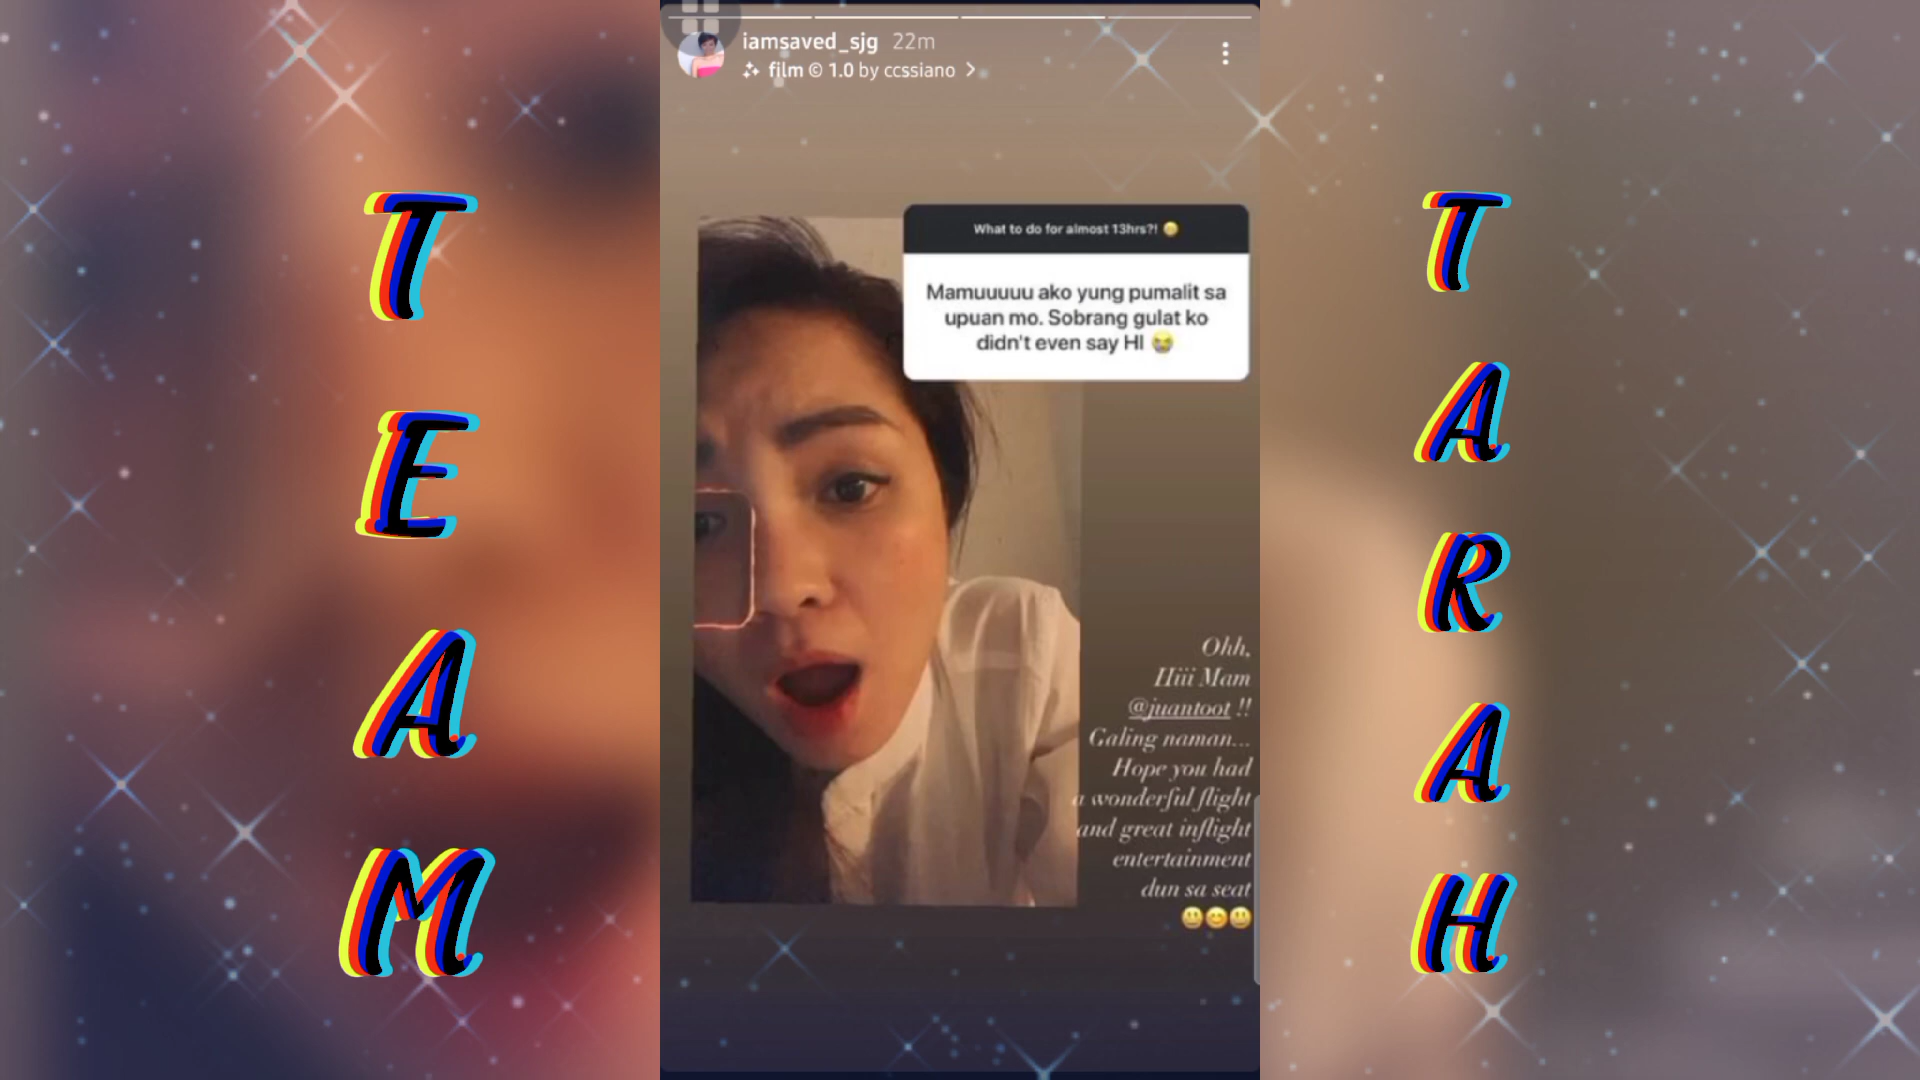 TEAM
iamsaved_sjg 22m
film © 1.0 by ccssiano
What to do for almost 13hrs?! 😁
Mamuuuuu ako yung pumalit sa
upuan mo. Sobrang gulat ko
didn't even say HI 😭
Ohh,
Hiii Mam
@juantoot !!
Galing naman...
Hope you had
a wonderful flight
and great inflight
entertainment
dun sa seat
😀😊😀
TARAH